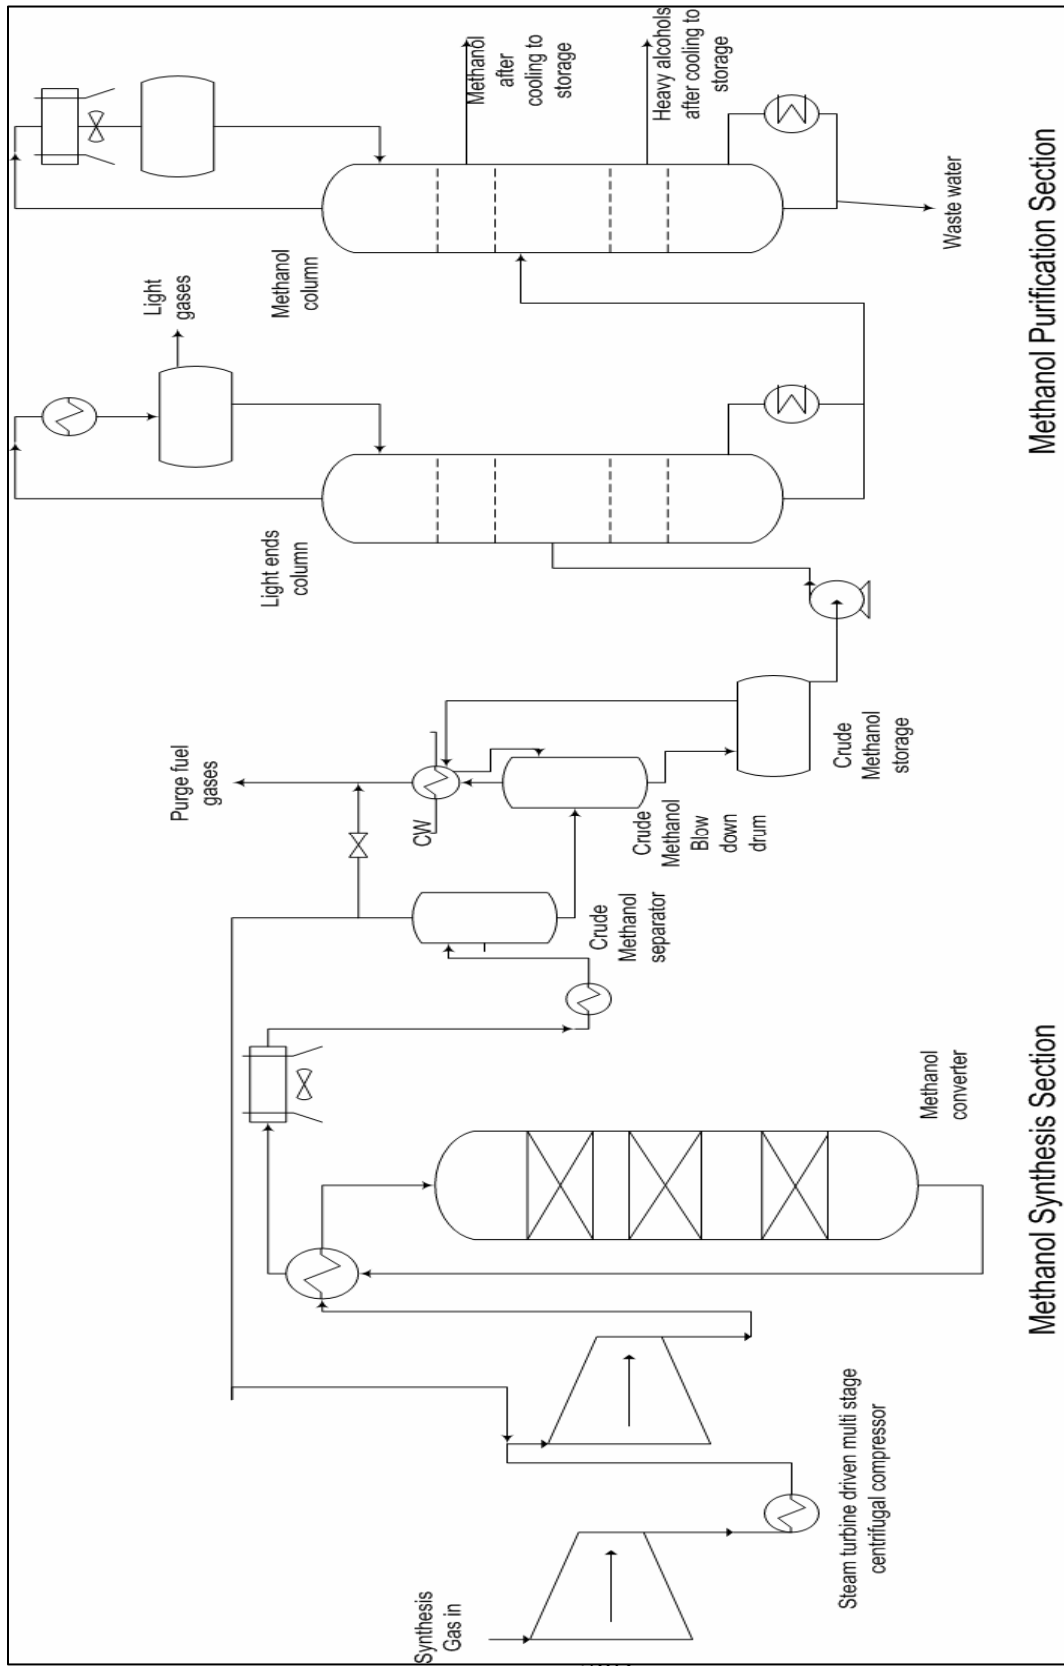 Synthesis
Gas in
Steam turbine driven multi stage
centrifugal compressor
Methanol
converter
Crude
Methanol
separator
CW
Purge fuel
gases
Crude
Methanol
Blow
down
drum
Crude
Methanol
storage
Light ends
column
Light
gases
Methanol
column
Methanol
after
cooling to
storage
Heavy alcohols
after cooling to
storage
Waste water
Methanol Synthesis Section
Methanol Purification Section